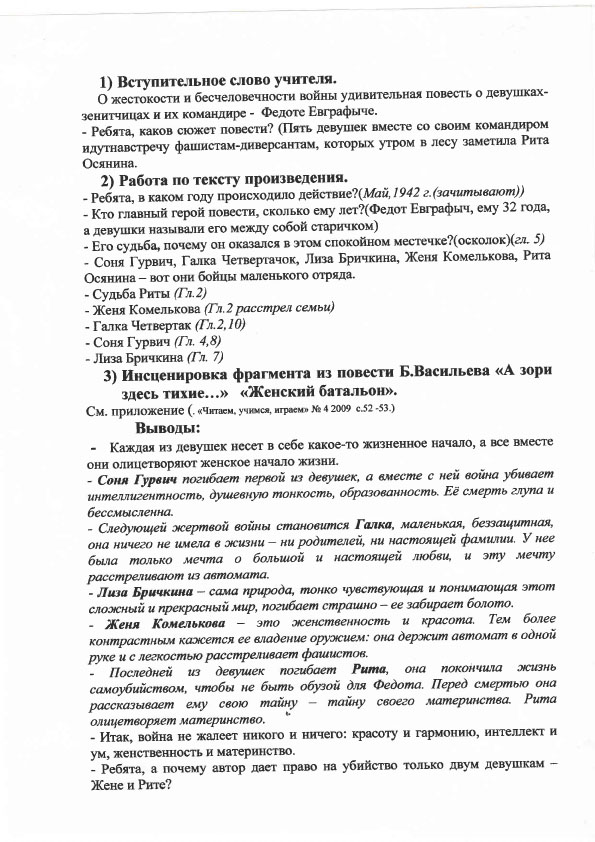 1) Вступительное слово учителя.
О жестокости и бесчеловечности войны удивительная повесть о девушках-
зенитчицах и их командире - Федоте Евграфыче.
- Ребята, каков сюжет повести? (Пять девушек вместе со своим командиром
идутнавстречу фашистам-диверсантам, которых утром в лесу заметила Рита
Осянина.
2) Работа по тексту произведения.
- Ребята, в каком году происходило действие?(Май,1942 г.(зачитывают))
- Кто главный герой повести, сколько ему лет?(Федот Евграфыч, ему 32 года,
а девушки называли его между собой старичком)
- Его судьба, почему он оказался в этом спокойном местечке?(осколок)(гл. 5)
- Соня Гурвич, Галка Четвертачок, Лиза Бричкина, Женя Комелькова, Рита
Осянина – вот они бойцы маленького отряда.
- Судьба Риты (Гл.2)
- Женя Комелькова (Гл.2 расстрел семьи)
- Галка Четвертак (Гл.2,10)
- Соня Гурвич (Гл. 4,8)
- Лиза Бричкина (Гл. 7)
3) Инсценировка фрагмента из повести Б.Васильева «А зори
здесь тихие…» «Женский батальон».
См. приложение (. «Читаем, учимся, играем» № 4 2009 с.52 -53.)
Выводы:
- Каждая из девушек несет в себе какое-то жизненное начало, а все вместе
они олицетворяют женское начало жизни.
- Соня Гурвич погибает первой из девушек, а вместе с ней война убивает
интеллигентность, душевную тонкость, образованность. Её смерть глупа и
бессмысленна.
- Следующей жертвой войны становится Галка, маленькая, беззащитная,
она ничего не имела в жизни – ни родителей, ни настоящей фамилии. У нее
была только мечта о большой и настоящей любви, и эту мечту
расстреливают из автомата.
- Лиза Бричкина – сама природа, тонко чувствующая и понимающая этот
сложный и прекрасный мир, погибает страшно – ее забирает болото.
- Женя Комелькова – это женственность и красота. Тем более
контрастным кажется ее владение оружием: она держит автомат в одной
руке и с легкостью расстреливает фашистов.
- Последней из девушек погибает Рита, она покончила жизнь
самоубийством, чтобы не быть обузой для Федота. Перед смертью она
рассказывает ему свою тайну – тайну своего материнства. Рита
олицетворяет материнство.
- Итак, война не жалеет никого и ничего: красоту и гармонию, интеллект и
ум, женственность и материнство.
- Ребята, а почему автор дает право на убийство только двум девушкам –
Жене и Рите?